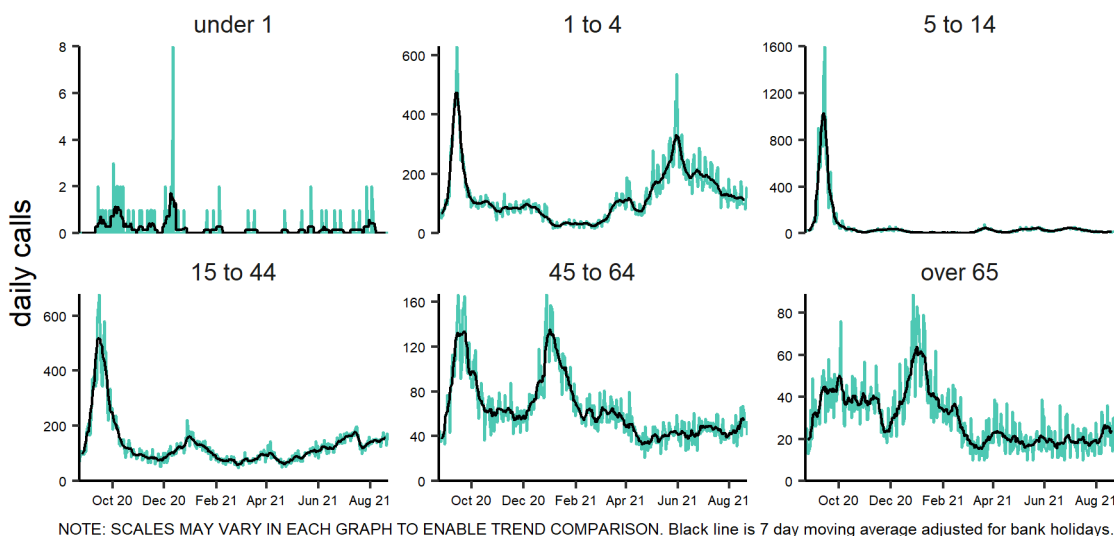 under 1
1 to 4
5 to 14
8
6
4
2
0
600
400
200
0
1600
1200
800
400
0
daily calls
15 to 44
45 to 64
over 65
600
400
200
0
160
120
80
40
0
80
60
40
20
0
Oct 20 Dec 20 Feb 21 Apr 21 Jun 21 Aug 21
Oct 20 Dec 20 Feb 21 Apr 21 Jun 21 Aug 21
Oct 20 Dec 20 Feb 21 Apr 21 Jun 21 Aug 21
NOTE: SCALES MAY VARY IN EACH GRAPH TO ENABLE TREND COMPARISON. Black line is 7 day moving average adjusted for bank holidays.